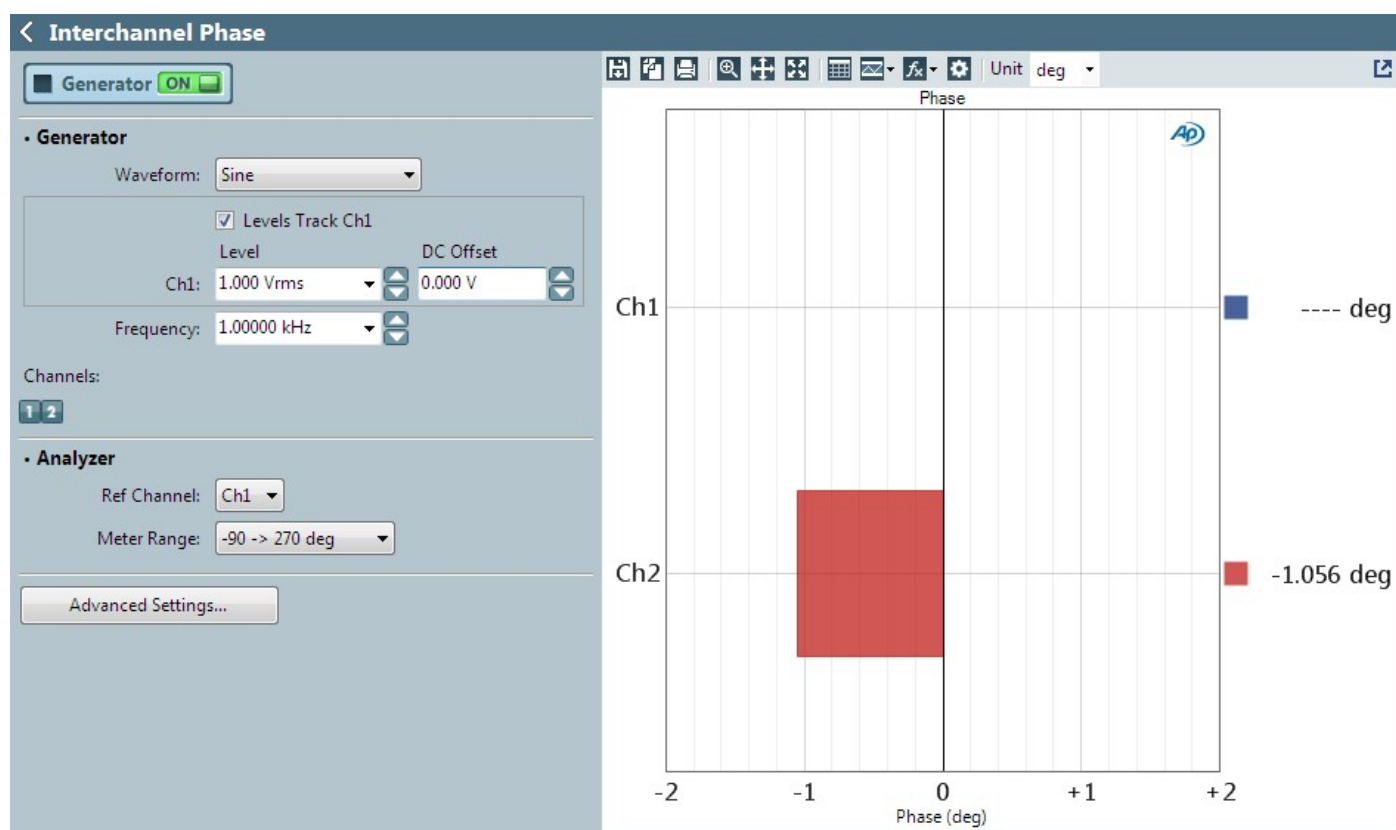 Interchannel Phase
Generator ON
Unit deg
Phase
AP
• Generator
Waveform: Sine
Levels Track Ch1
Level DC Offset
Ch1: 1.000 Vrms 0.000 V
Frequency: 1.00000 kHz
Channels:
1 2
• Analyzer
Ref Channel: Ch1
Meter Range: -90 -> 270 deg
Advanced Settings...
Ch1 ---- deg
Ch2 -1.056 deg
-2 -1 0 +1 +2
Phase (deg)